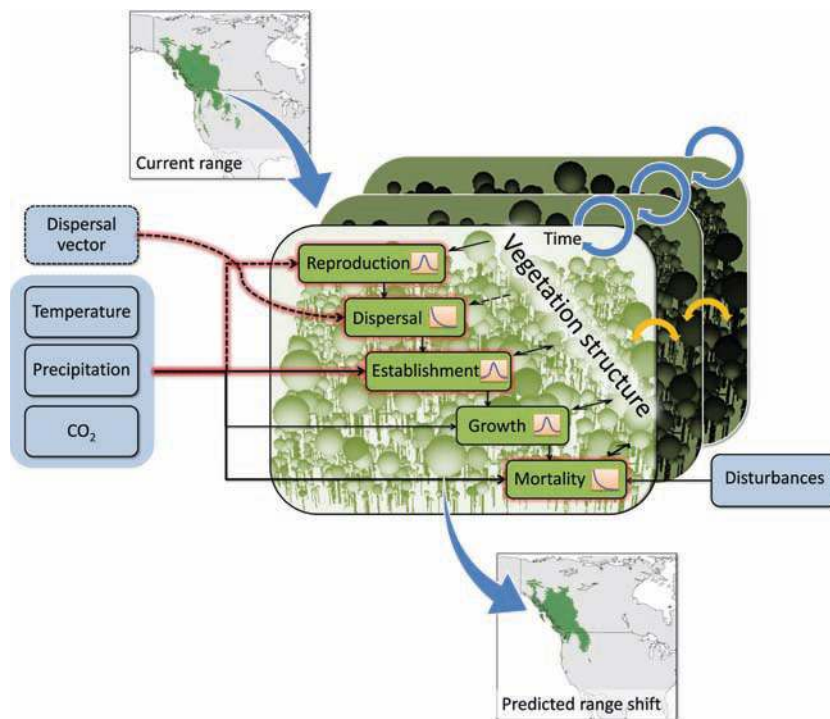 Current range
Dispersal
vector
Time
Reproduction
Vegetation structure
Temperature
Dispersal
Precipitation
Establishment
CO₂
Growth
Mortality
Disturbances
Predicted range shift